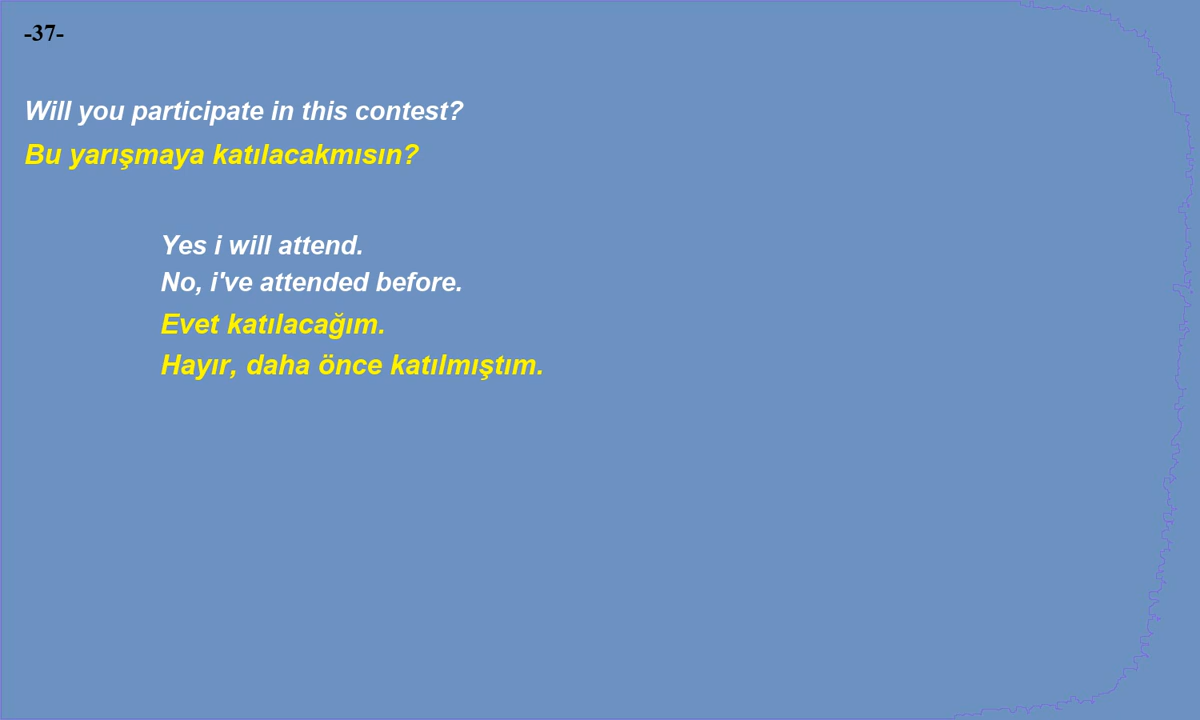 -37-
Will you participate in this contest?
Bu yarışmaya katılacakmısın?
Yes i will attend.
No, i've attended before.
Evet katılacağım.
Hayır, daha önce katılmıştım.